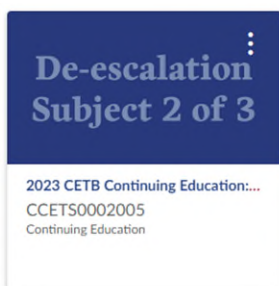 De-escalation
Subject 2 of 3
2023 CETB Continuing Education:...
CCETS0002005
Continuing Education